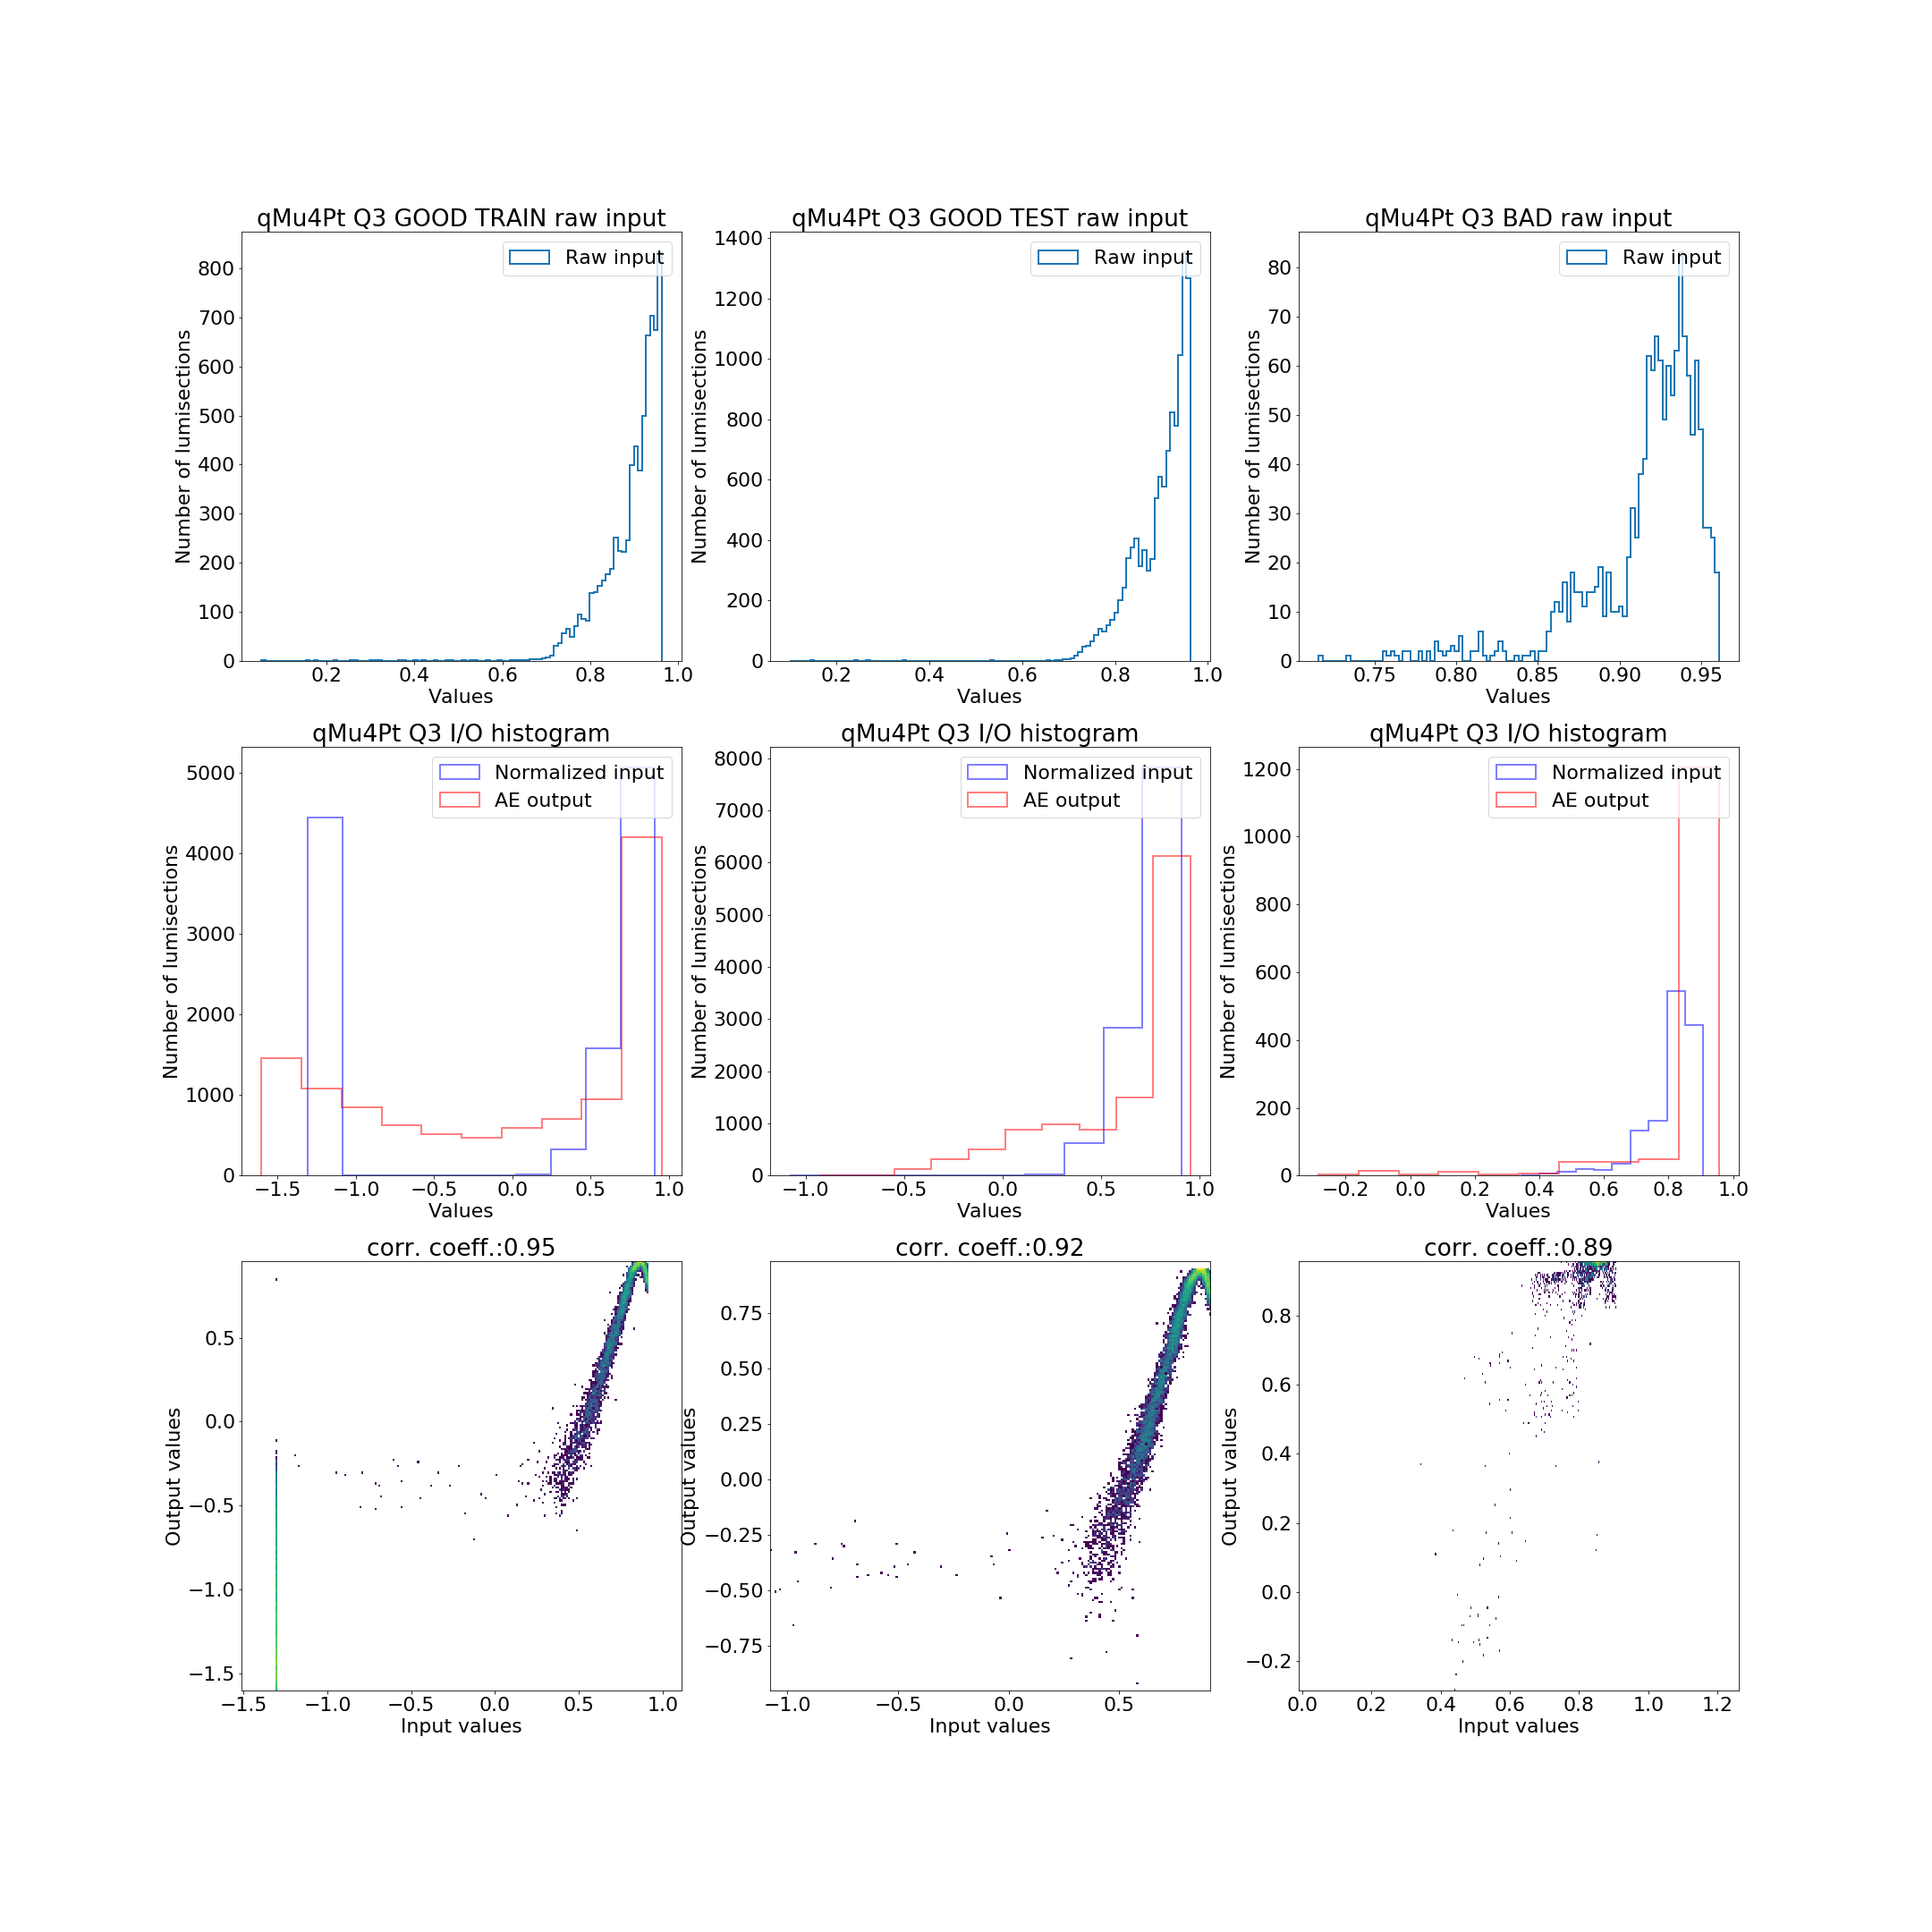 qMu4Pt Q3 GOOD TRAIN raw input
Raw input
Number of lumisections
800
700
600
500
400
300
200
100
0
0.2 0.4 0.6 0.8 1.0
Values
qMu4Pt Q3 GOOD TEST raw input
Raw input
Number of lumisections
1400
1200
1000
800
600
400
200
0
0.2 0.4 0.6 0.8 1.0
Values
qMu4Pt Q3 BAD raw input
Raw input
Number of lumisections
80
70
60
50
40
30
20
10
0
0.75 0.80 0.85 0.90 0.95
Values
qMu4Pt Q3 I/O histogram
Normalized input
AE output
Number of lumisections
5000
4000
3000
2000
1000
0
−1.5 −1.0 −0.5 0.0 0.5 1.0
Values
qMu4Pt Q3 I/O histogram
Normalized input
AE output
Number of lumisections
8000
7000
6000
5000
4000
3000
2000
1000
0
−1.0 −0.5 0.0 0.5 1.0
Values
qMu4Pt Q3 I/O histogram
Normalized input
AE output
Number of lumisections
1200
1000
800
600
400
200
0
−0.2 0.0 0.2 0.4 0.6 0.8 1.0
Values
corr. coeff.:0.95
Output values
0.5
0.0
−0.5
−1.0
−1.5
−1.5 −1.0 −0.5 0.0 0.5 1.0
Input values
corr. coeff.:0.92
Output values
0.75
0.50
0.25
0.00
−0.25
−0.50
−0.75
−1.0 −0.5 0.0 0.5
Input values
corr. coeff.:0.89
Output values
0.8
0.6
0.4
0.2
0.0
−0.2
0.0 0.2 0.4 0.6 0.8 1.0 1.2
Input values